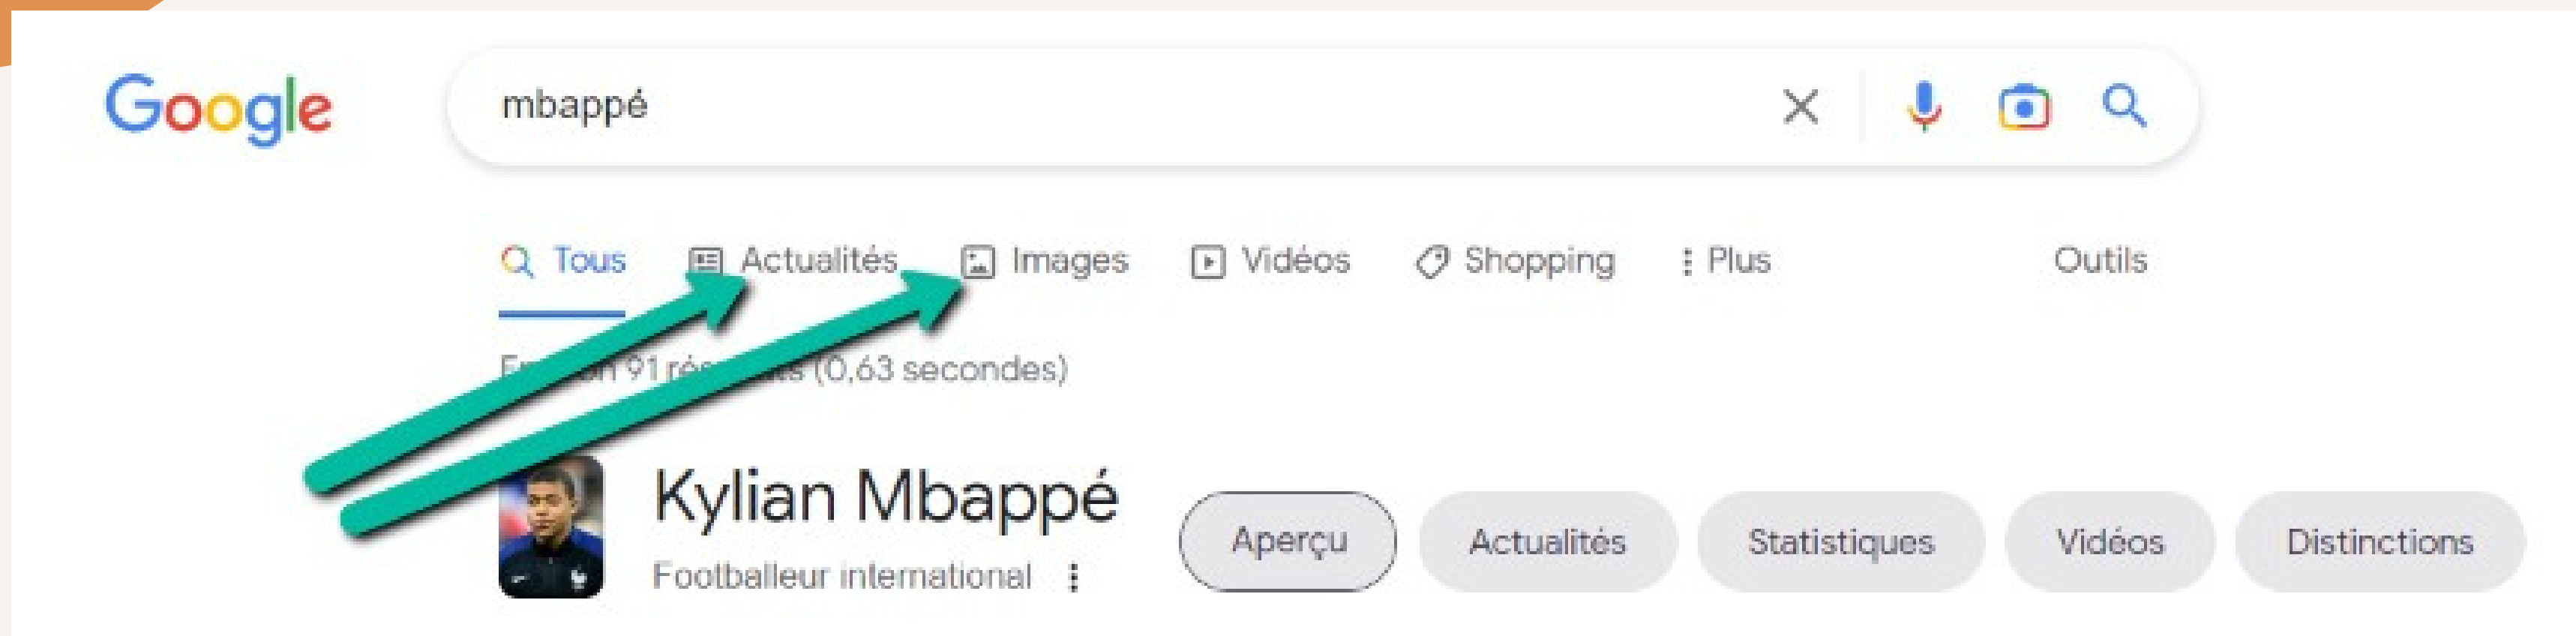 Google
mbappé
Tous Actualités Images Vidéos Shopping Plus Outils
91 (0,63 secondes)
Kylian Mbappé
Aperçu Actualités Statistiques Vidéos Distinctions
Footballeur international